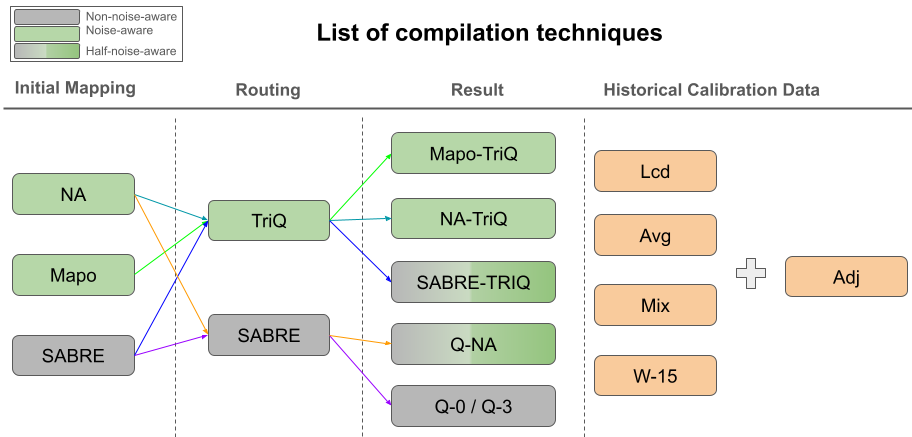 Non-noise-aware
Noise-aware
Half-noise-aware
List of compilation techniques
Initial Mapping
Routing
Result
Historical Calibration Data
NA
Mapo
SABRE
TriQ
SABRE
Mapo-TriQ
NA-TriQ
SABRE-TRIQ
Q-NA
Q-0 / Q-3
Lcd
Avg
Mix
W-15
Adj